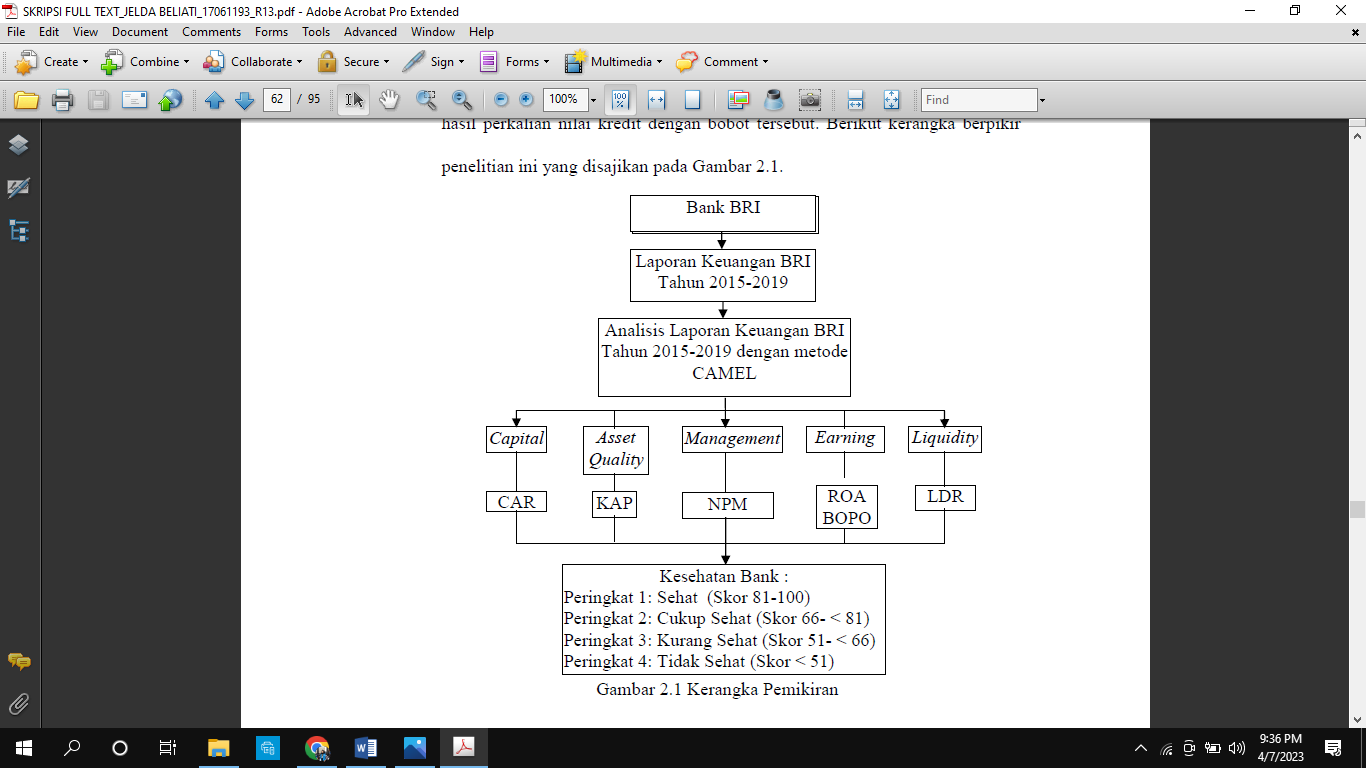 SKRIPSI FULL TEXT_JELDA BELIATI_17061193_R13.pdf - Adobe Acrobat Pro Extended
File Edit View Document Comments Forms Tools Advanced Window Help
Create Combine Collaborate Secure Sign Forms Multimedia Comment
62 / 95 100% Find
hasil perkalian nilai kredit dengan bobot tersebut. Berikut kerangka berpikir
penelitian ini yang disajikan pada Gambar 2.1.
Bank BRI
Laporan Keuangan BRI
Tahun 2015-2019
Analisis Laporan Keuangan BRI
Tahun 2015-2019 dengan metode
CAMEL
Capital
Asset
Quality
Management
Earning
Liquidity
CAR
KAP
NPM
ROA
BOPO
LDR
Kesehatan Bank :
Peringkat 1: Sehat (Skor 81-100)
Peringkat 2: Cukup Sehat (Skor 66- < 81)
Peringkat 3: Kurang Sehat (Skor 51- < 66)
Peringkat 4: Tidak Sehat (Skor < 51)
Gambar 2.1 Kerangka Pemikiran
9:36 PM
4/7/2023